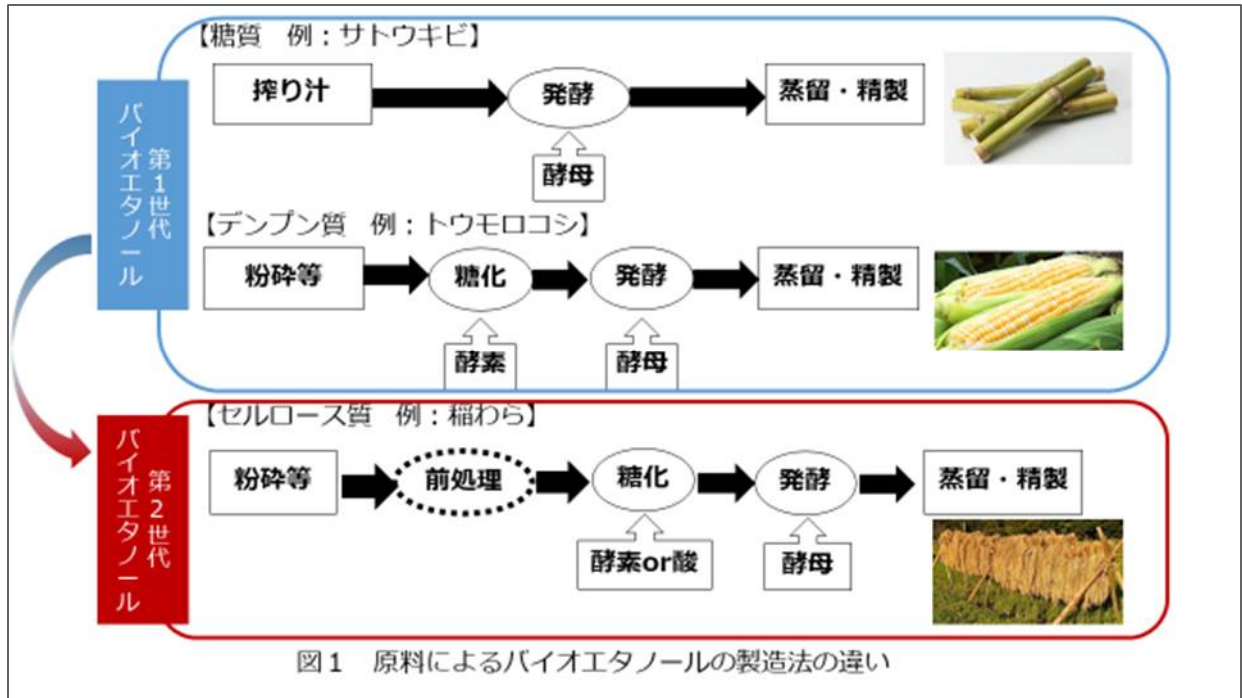 【糖質　例：サトウキビ】
第1世代
バイオエタノール
搾り汁
発酵
蒸留・精製
酵母
【デンプン質　例：トウモロコシ】
粉砕等
糖化
発酵
蒸留・精製
酵素
酵母
【セルロース質　例：稲わら】
第2世代
バイオエタノール
粉砕等
前処理
糖化
発酵
蒸留・精製
酵素or酸
酵母
図1　原料によるバイオエタノールの製造法の違い